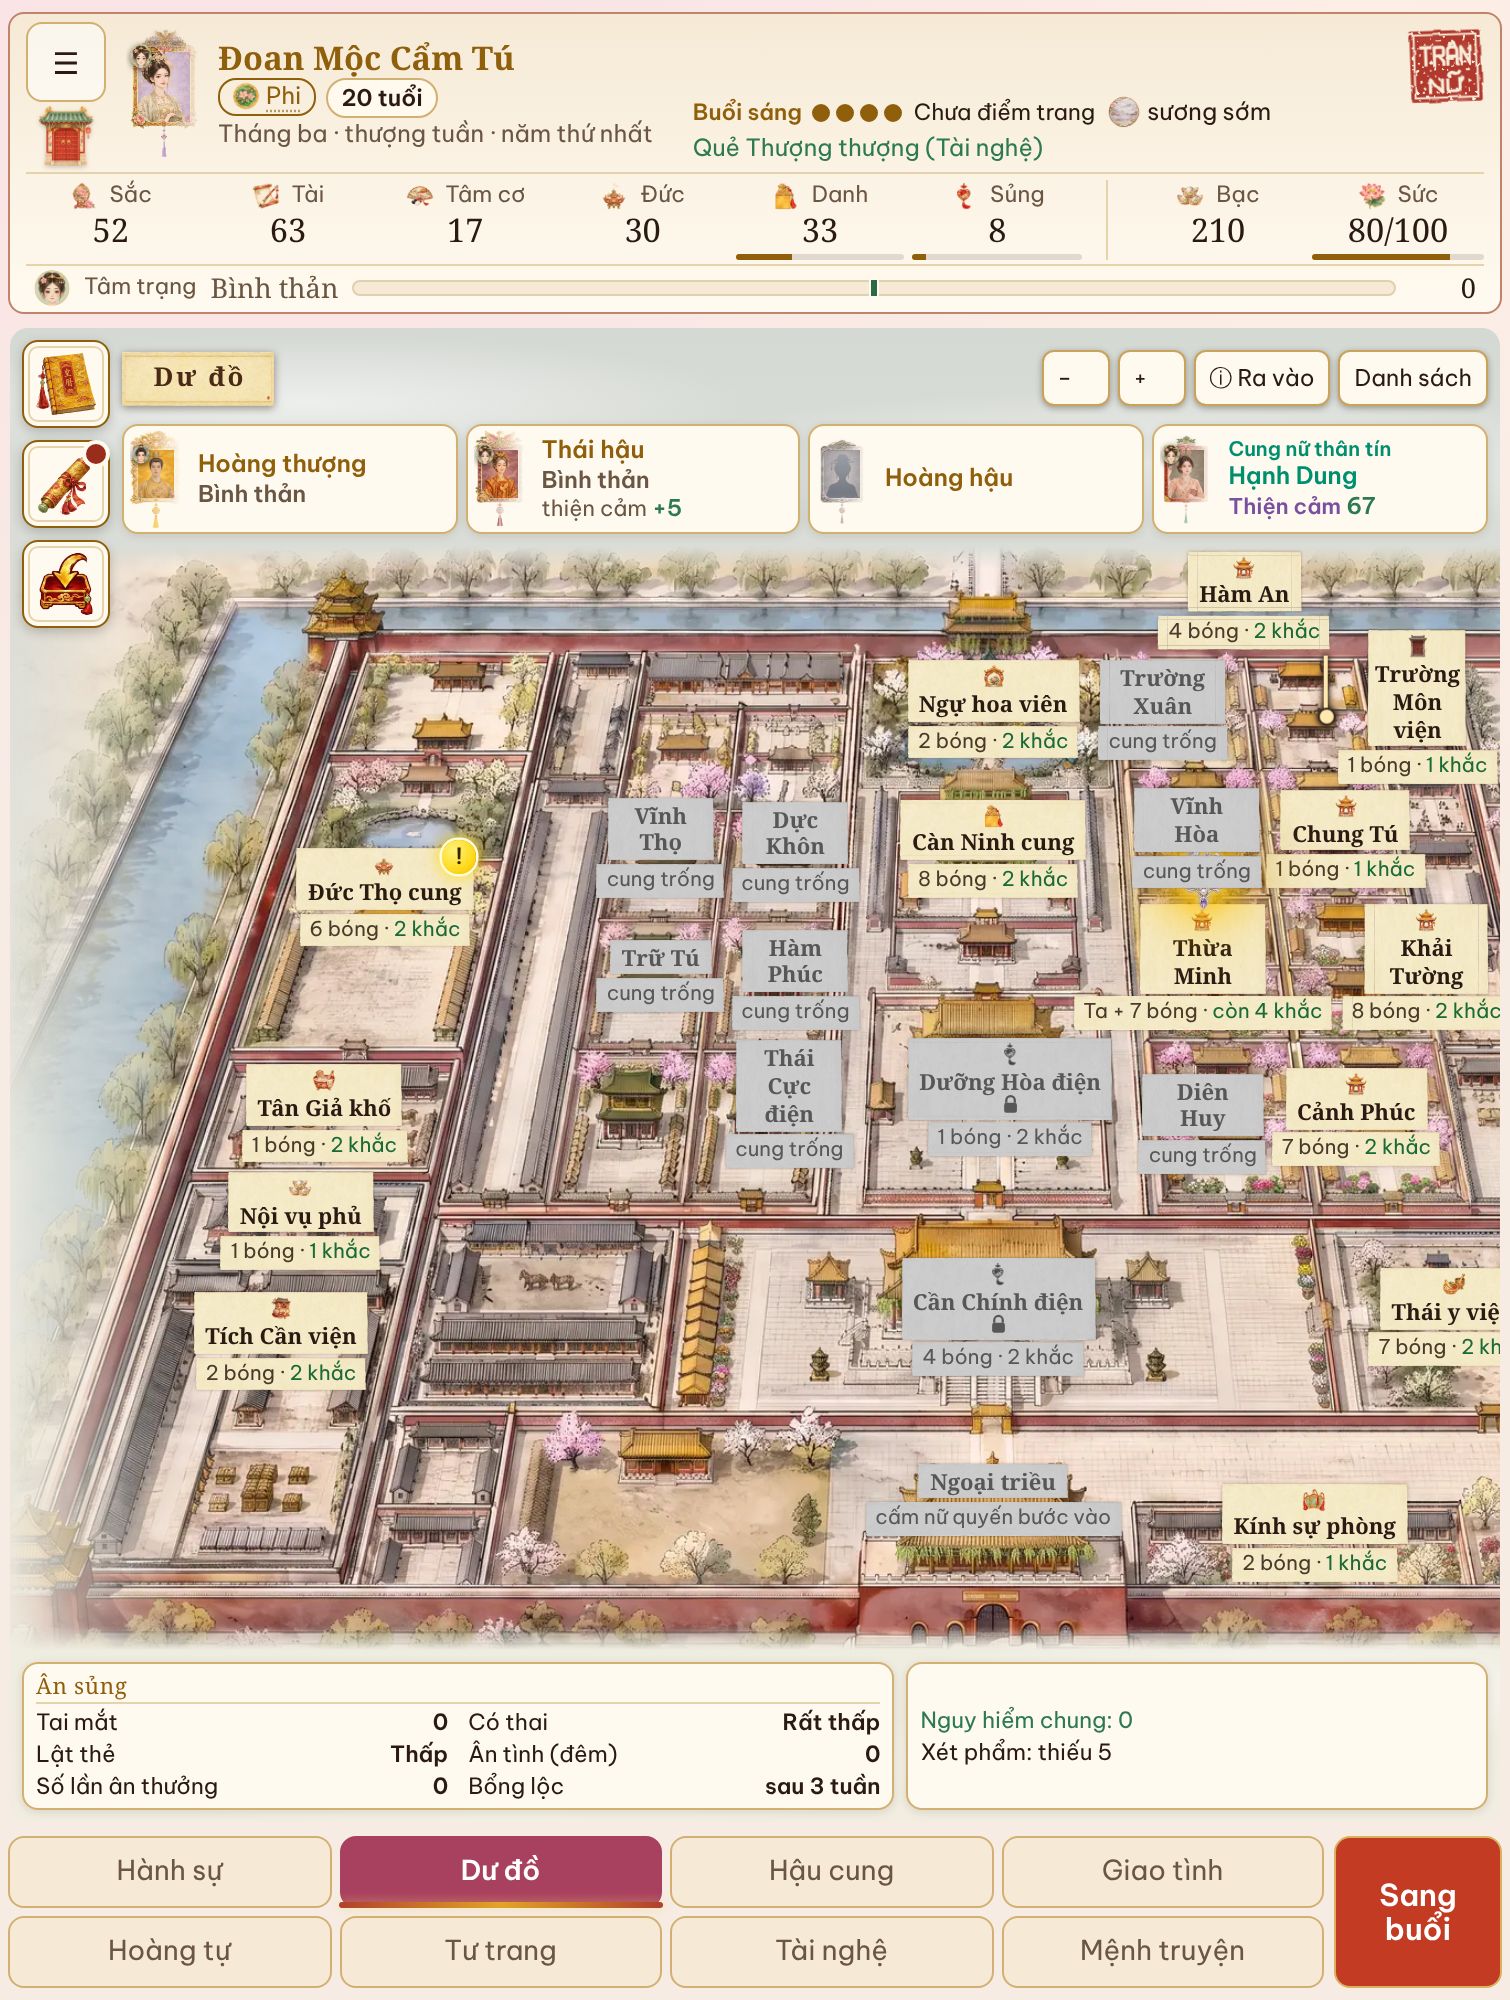 ☰
Đoan Mộc Cẩm Tú
Phi
20 tuổi
Tháng ba · thượng tuần · năm thứ nhất
Buổi sáng
Chưa điểm trang
sương sớm
Quẻ Thượng thượng (Tài nghệ)
TRÂN
NỮ
Sắc
52
Tài
63
Tâm cơ
17
Đức
30
Danh
33
Sủng
8
Bạc
210
Sức
80/100
Tâm trạng Bình thản
0
Dư đồ
−
+
ⓘ Ra vào
Danh sách
Hoàng thượng
Bình thản
Thái hậu
Bình thản
thiện cảm +5
Hoàng hậu
Cung nữ thân tín
Hạnh Dung
Thiện cảm 67
Hàm An
4 bóng · 2 khắc
Trường
Môn
viện
1 bóng · 1 khắc
Ngự hoa viên
2 bóng · 2 khắc
Trường
Xuân
cung trống
Vĩnh
Thọ
cung trống
Dực
Khôn
cung trống
Càn Ninh cung
8 bóng · 2 khắc
Vĩnh
Hòa
cung trống
Chung Tú
1 bóng · 1 khắc
!
Đức Thọ cung
6 bóng · 2 khắc
Trữ Tú
cung trống
Hàm
Phúc
cung trống
Thừa
Minh
Ta + 7 bóng · còn 4 khắc
Khải
Tường
8 bóng · 2 khắc
Thái
Cực
điện
cung trống
Dưỡng Hòa điện
1 bóng · 2 khắc
Diên
Huy
cung trống
Cảnh Phúc
7 bóng · 2 khắc
Tân Giả khố
1 bóng · 2 khắc
Nội vụ phủ
1 bóng · 1 khắc
Tích Cần viện
2 bóng · 2 khắc
Cần Chính điện
4 bóng · 2 khắc
Thái y việ
7 bóng · 2 kh
Ngoại triều
cấm nữ quyến bước vào
Kính sự phòng
2 bóng · 1 khắc
Ân sủng
Tai mắt 0
Có thai Rất thấp
Lật thẻ Thấp
Ân tình (đêm) 0
Số lần ân thưởng 0
Bổng lộc sau 3 tuần
Nguy hiểm chung: 0
Xét phẩm: thiếu 5
Hành sự
Dư đồ
Hậu cung
Giao tình
Sang
buổi
Hoàng tự
Tư trang
Tài nghệ
Mệnh truyện